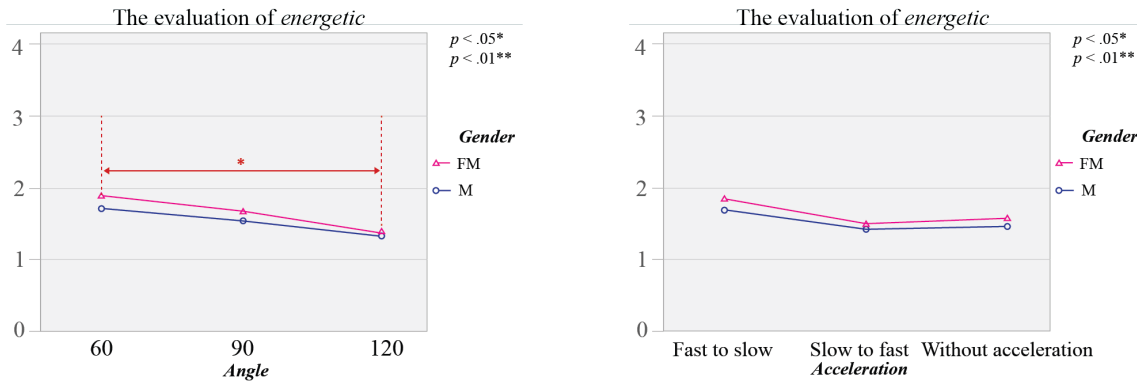 The evaluation of energetic
p < .05*
p < .01**
4
3
2
1
0
*
Gender
FM
M
60 90 120
Angle
The evaluation of energetic
p < .05*
p < .01**
4
3
2
1
0
Gender
FM
M
Fast to slow Slow to fast Without acceleration
Acceleration